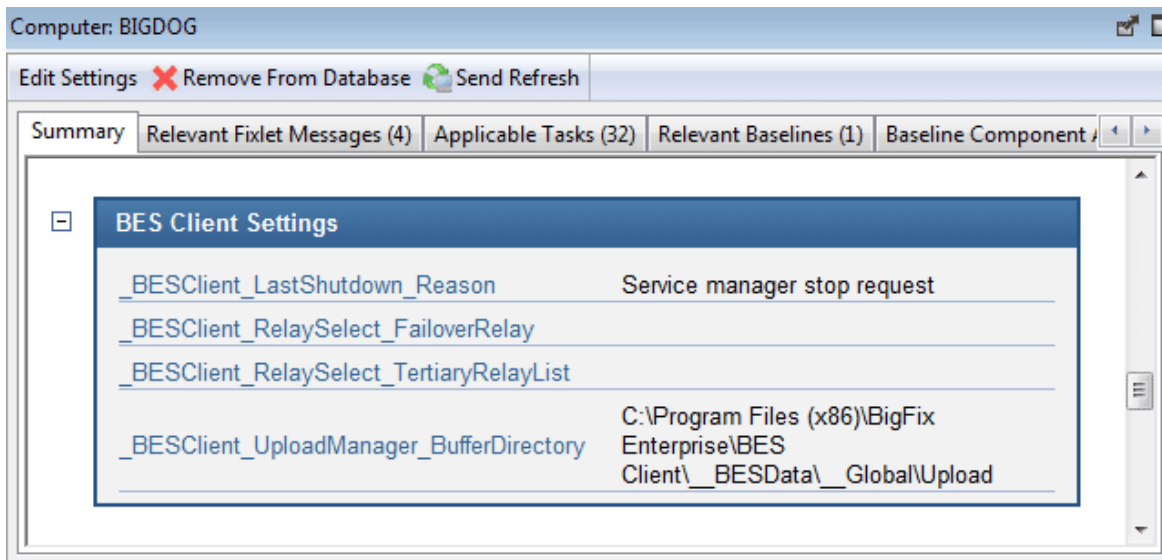 Computer: BIGDOG
Edit Settings Remove From Database Send Refresh
Summary Relevant Fixlet Messages (4) Applicable Tasks (32) Relevant Baselines (1) Baseline Component
BES Client Settings
_BESClient_LastShutdown_Reason Service manager stop request
_BESClient_RelaySelect_FailoverRelay
_BESClient_RelaySelect_TertiaryRelayList
C:\Program Files (x86)\BigFix
_BESClient_UploadManager_BufferDirectory Enterprise\BES
Client\__BESData\__Global\Upload